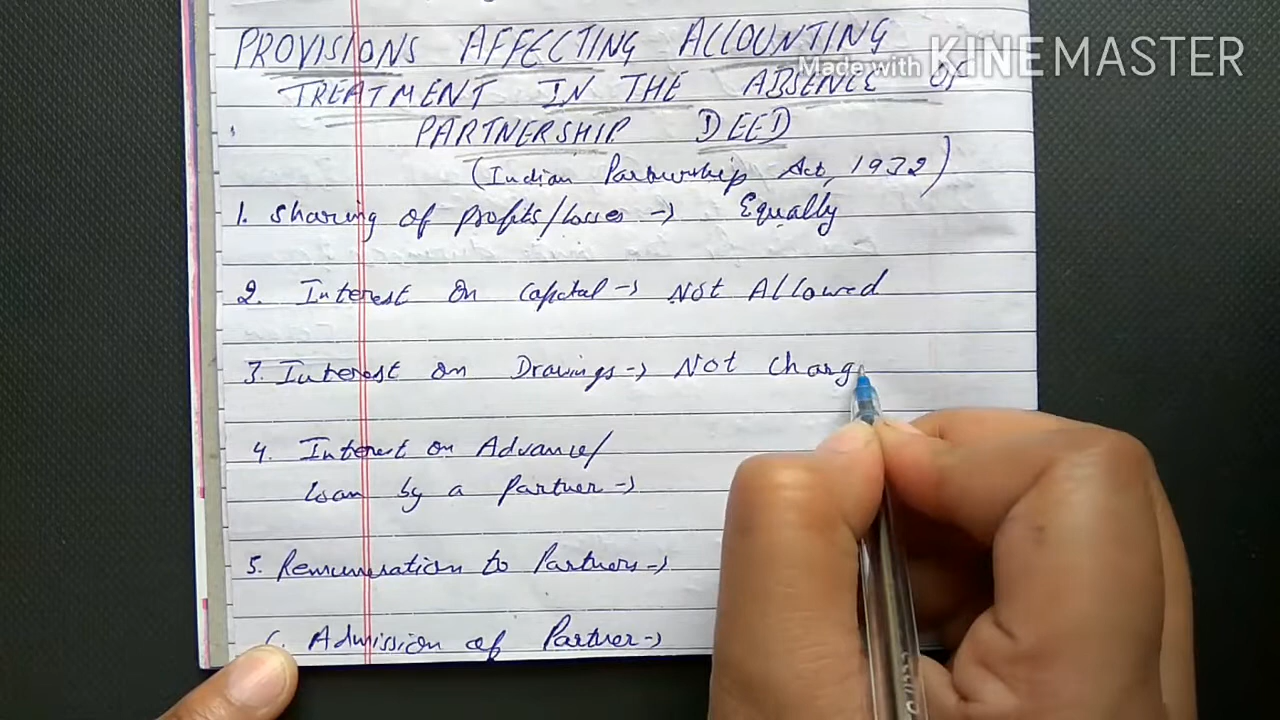 PROVISIONS AFFECTING ACCOUNTING
Made with KINEMASTER
TREATMENT IN THE ABSENCE OF
PARTNERSHIP DEED
(Indian Partnership Act, 1932)
1. Sharing of profits/losses → Equally
2. Interest on Capital → Not Allowed
3. Interest on Drawings → Not Charg
4. Interest on Advance/
Loan by a Partner →
5. Remuneration to Partners →
6. Admission of Partner →